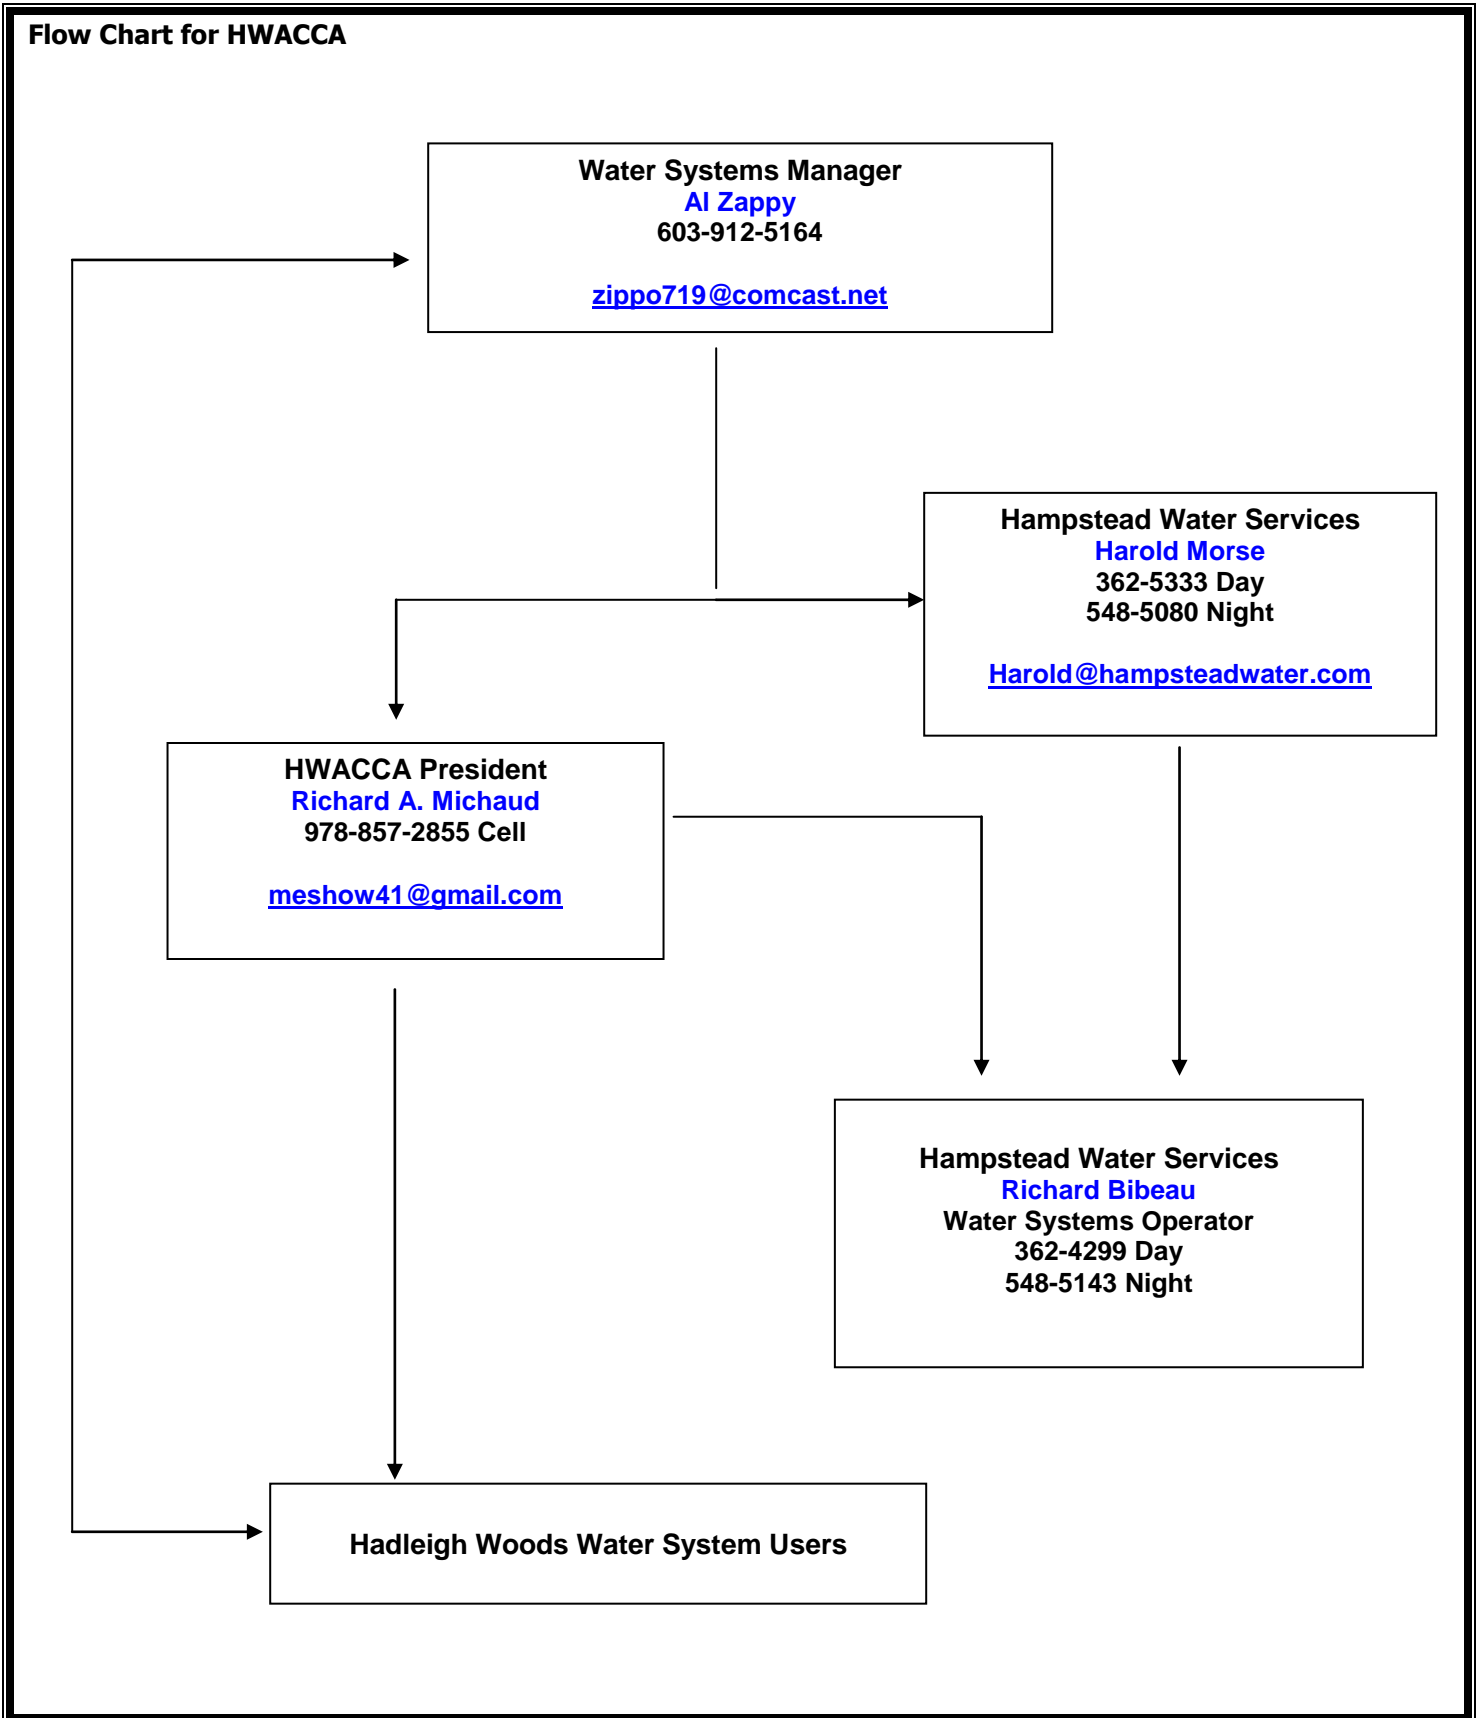 Flow Chart for HWACCA
Water Systems Manager
Al Zappy
603-912-5164
zippo719@comcast.net
Hampstead Water Services
Harold Morse
362-5333 Day
548-5080 Night
Harold@hampsteadwater.com
HWACCA President
Richard A. Michaud
978-857-2855 Cell
meshow41@gmail.com
Hampstead Water Services
Richard Bibeau
Water Systems Operator
362-4299 Day
548-5143 Night
Hadleigh Woods Water System Users